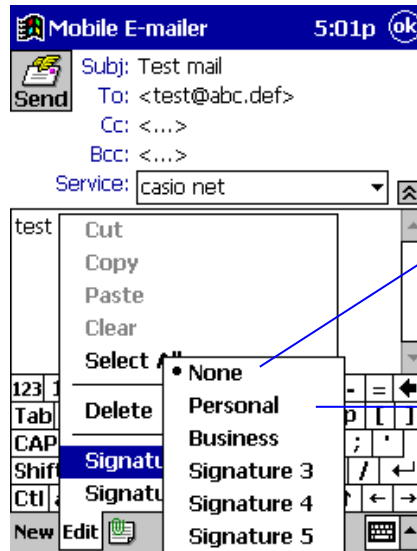 Mobile E-mailer 5:01p ok
Send
Subj: Test mail
To: <test@abc.def>
Cc: <...>
Bcc: <...>
Service: casio net
test
Cut
Copy
Paste
Clear
Select
Delete
None
Personal
Business
Signature 3
Signature 4
Signature 5
123 - =
Tab [ ]
CAP ; '
Shift /
Ctl
New Edit